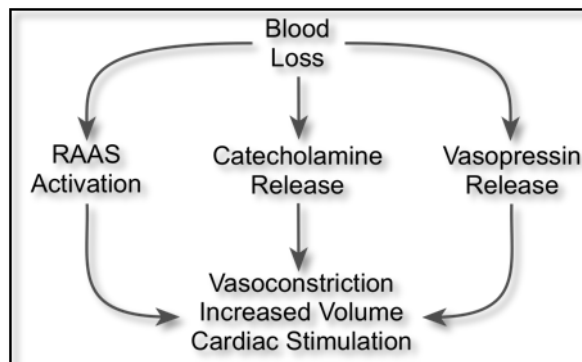 Blood
Loss
RAAS
Activation
Catecholamine
Release
Vasopressin
Release
Vasoconstriction
Increased Volume
Cardiac Stimulation